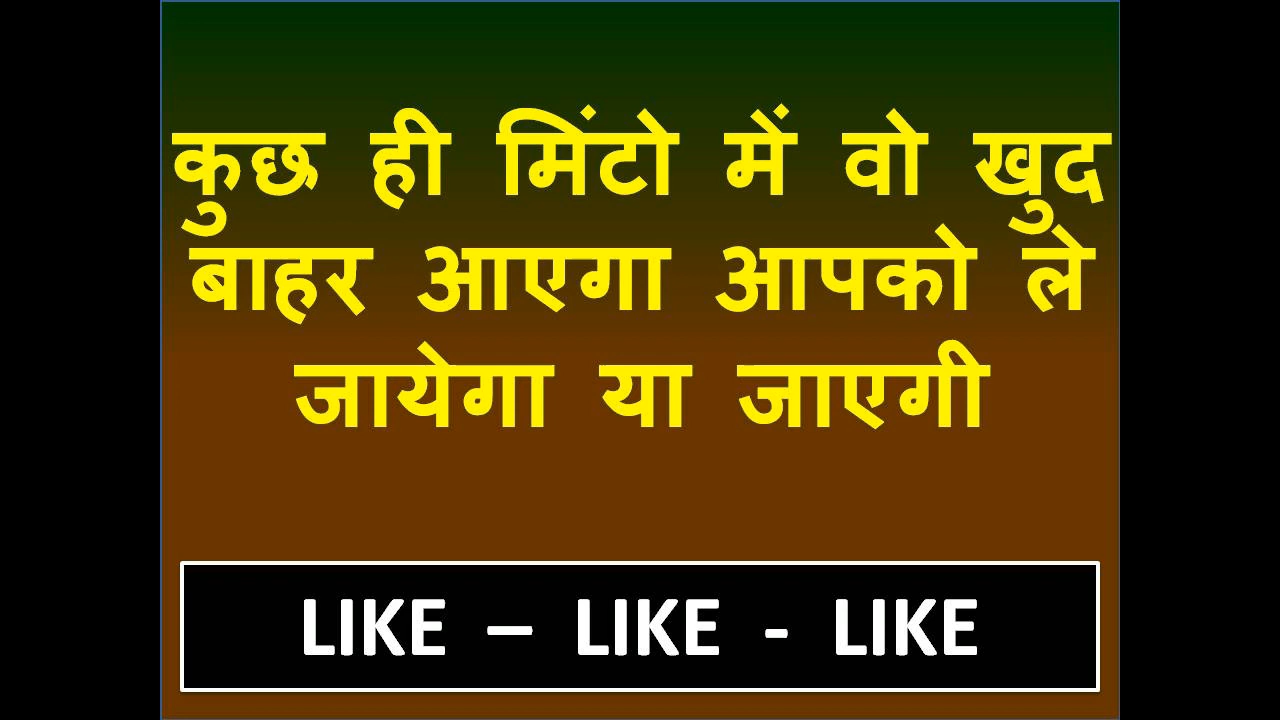 कुछ ही मिंटो में वो खुद
बाहर आएगा आपको ले
जायेगा या जाएगी
LIKE – LIKE - LIKE